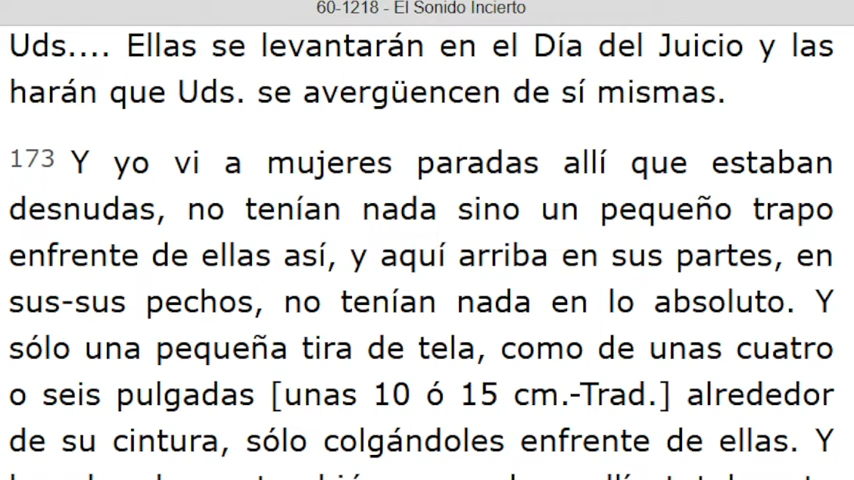 60-1218 - El Sonido Incierto
Uds.... Ellas se levantarán en el Día del Juicio y las
harán que Uds. se avergüencen de sí mismas.
173 Y yo vi a mujeres paradas allí que estaban
desnudas, no tenían nada sino un pequeño trapo
enfrente de ellas así, y aquí arriba en sus partes, en
sus-sus pechos, no tenían nada en lo absoluto. Y
sólo una pequeña tira de tela, como de unas cuatro
o seis pulgadas [unas 10 ó 15 cm.-Trad.] alrededor
de su cintura, sólo colgándoles enfrente de ellas. Y